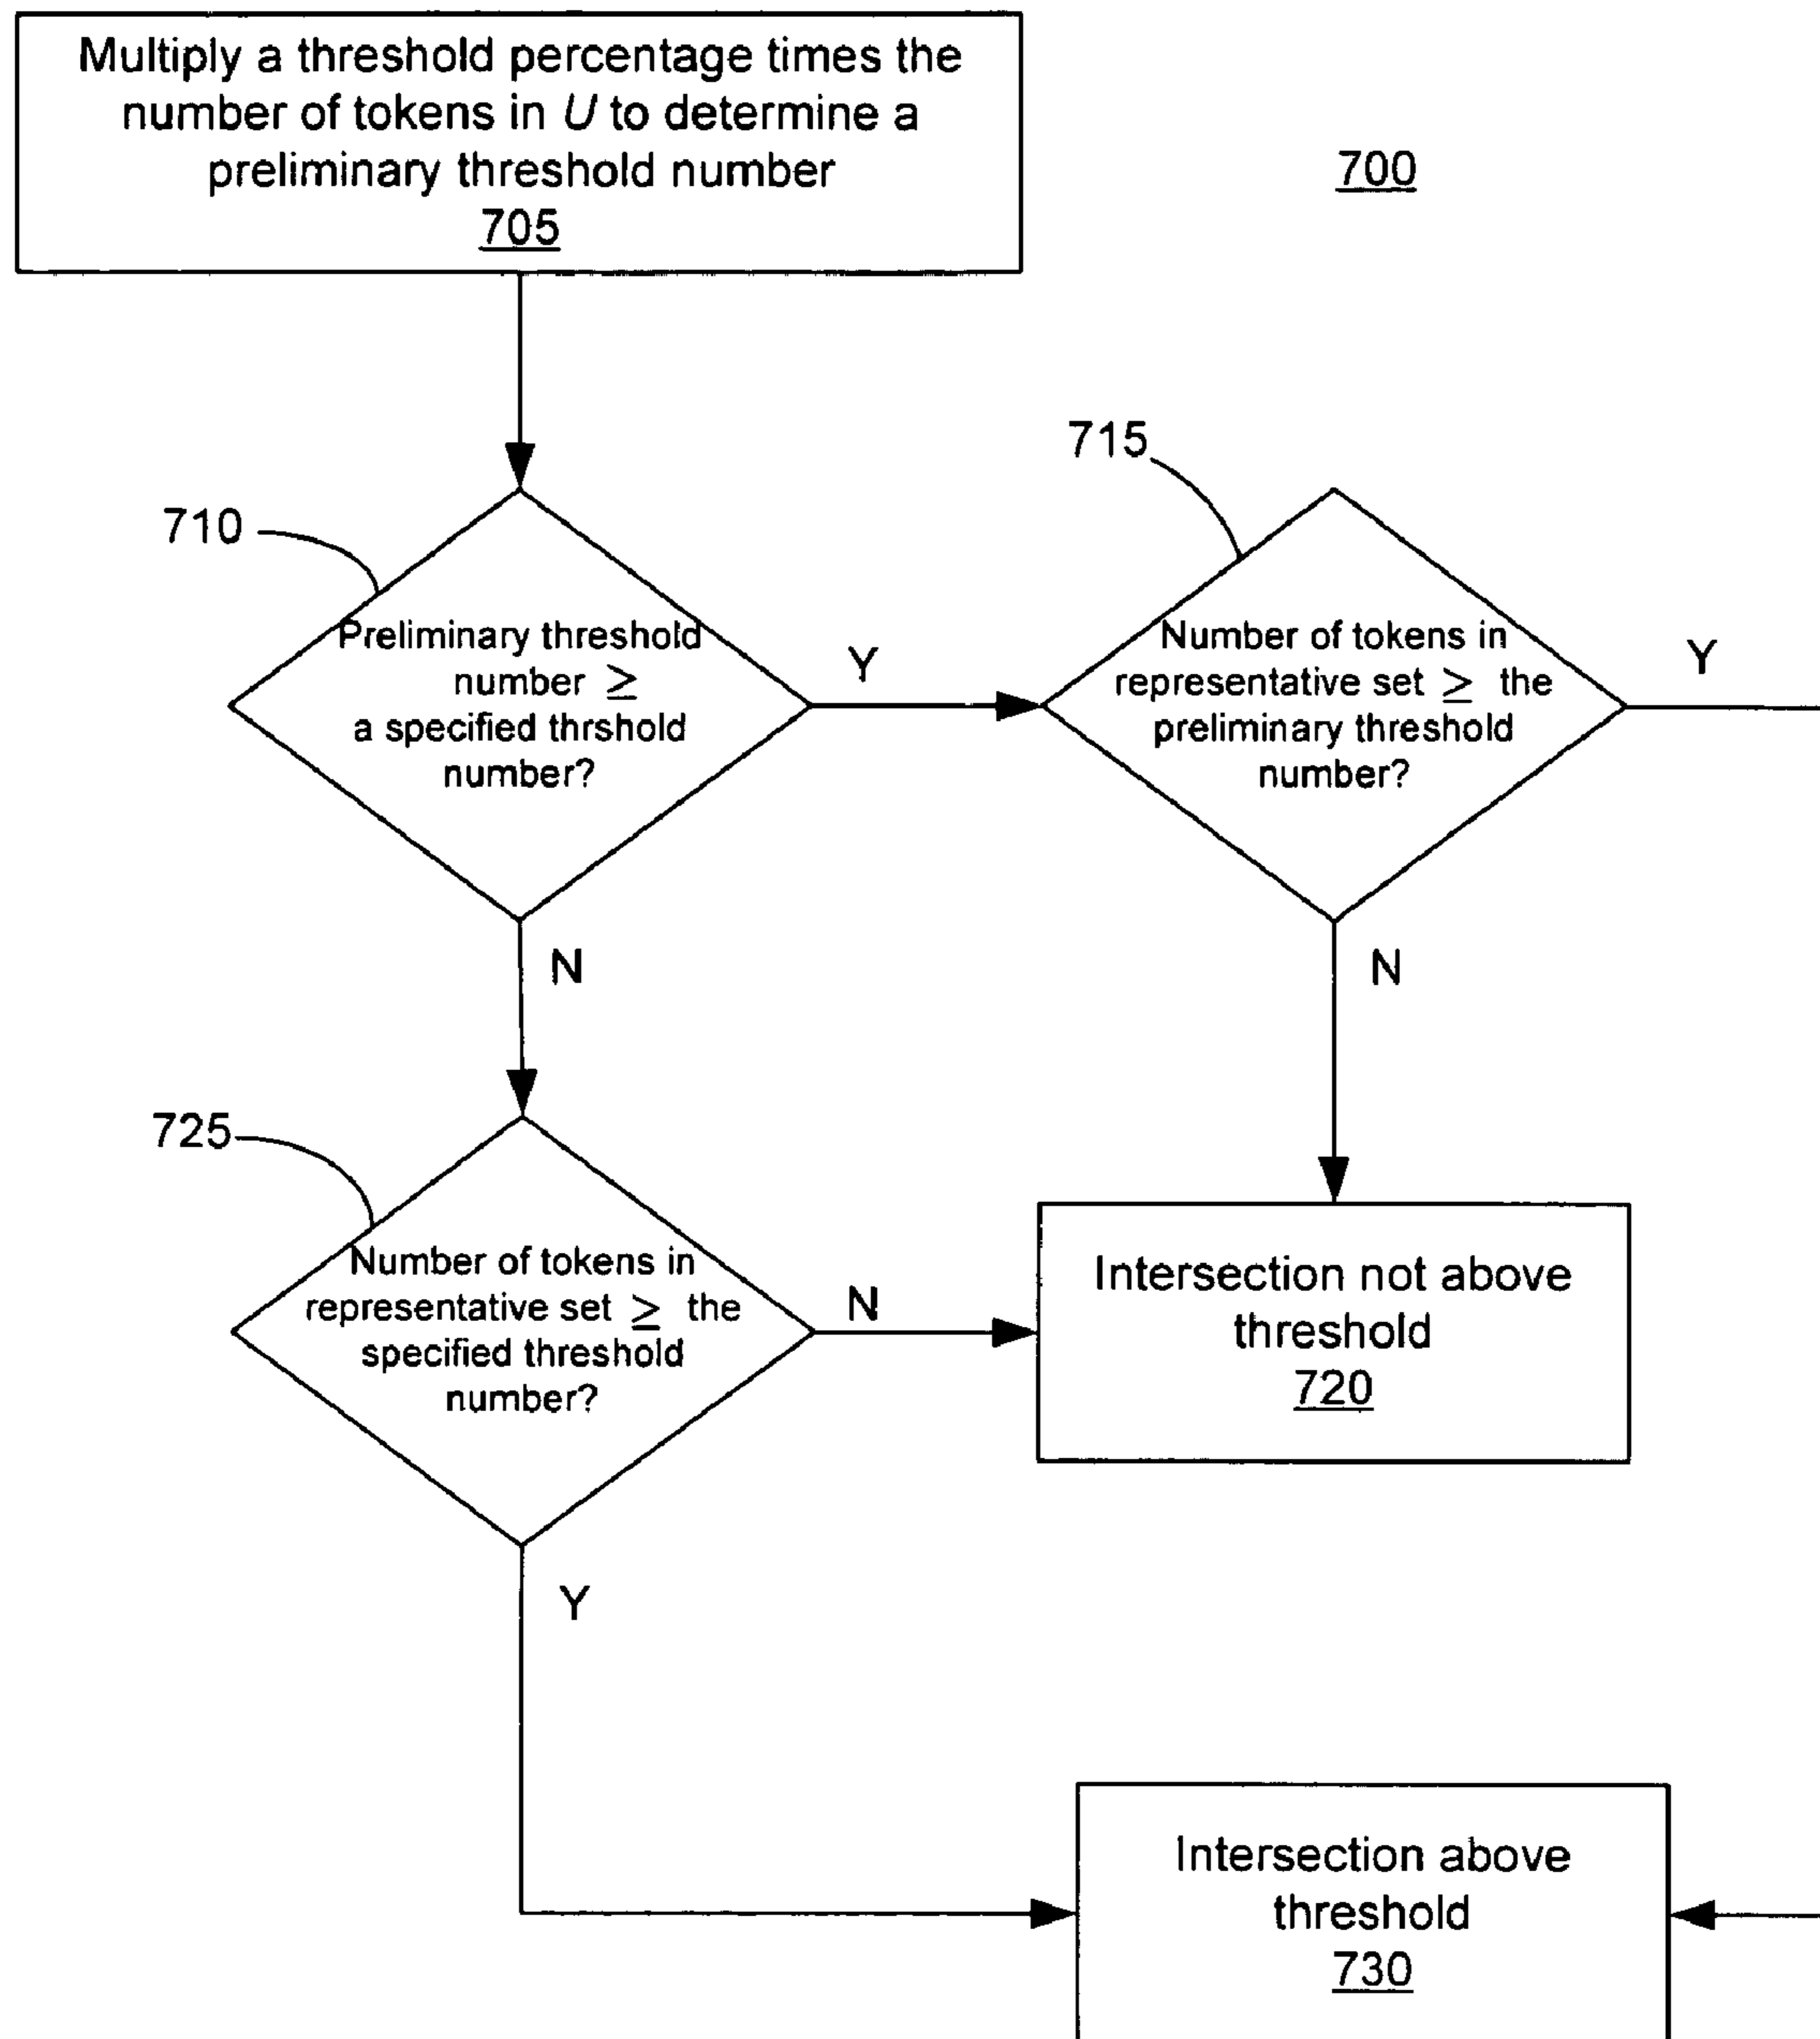 Multiply a threshold percentage times the
number of tokens in U to determine a
preliminary threshold number
705
700
715
710
Preliminary threshold
number ≥
a specified thrshold
number?
Y
Number of tokens in
representative set ≥ the
preliminary threshold
number?
Y
N
N
725
Number of tokens in
representative set ≥ the
specified threshold
number?
N
Intersection not above
threshold
720
Y
Intersection above
threshold
730